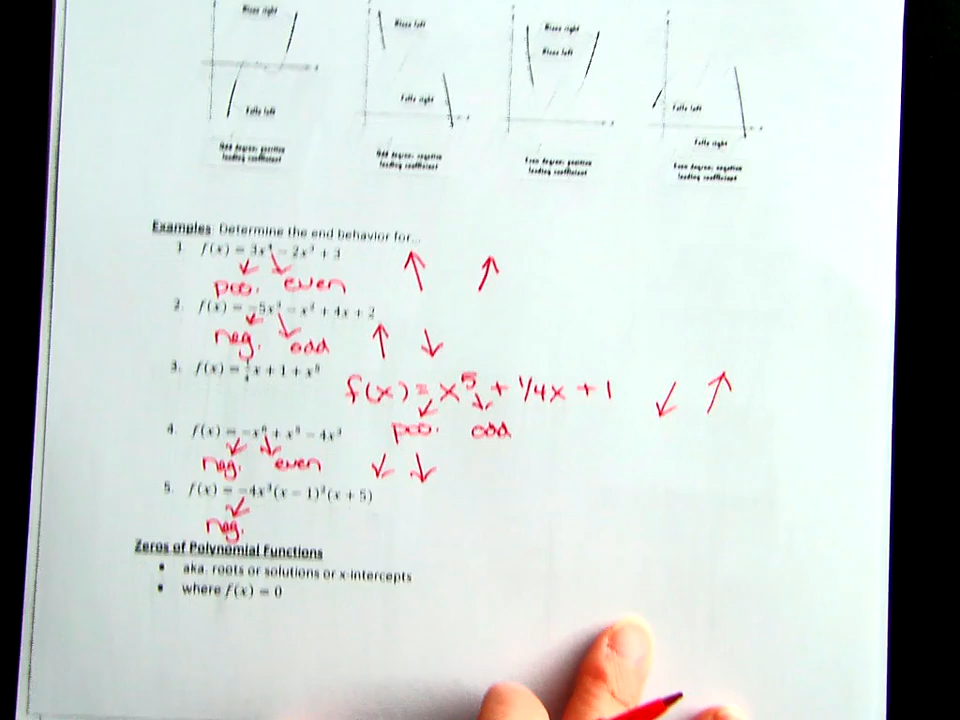 Rises right
Falls left
Odd degree; positive
leading coefficient
Rises left
Falls right
Odd degree; negative
leading coefficient
Rises right
Rises left
Even degree; positive
leading coefficient
Falls left
Falls right
Even degree; negative
leading coefficient
Examples: Determine the end behavior for...
1. f(x) = 3x⁴ − 2x² + 3
pos. even
2. f(x) = −5x³ − x² + 4x + 2
neg. odd
3. f(x) = ¼x + 1 + x⁵
f(x) = x⁵ + 1/4x + 1
pos. odd
4. f(x) = + − 4x³
neg. even
5. f(x) = −4x³(x − 1)²(x + 5)
neg.
Zeros of Polynomial Functions
• aka. roots or solutions or x-intercepts
• where f(x) = 0